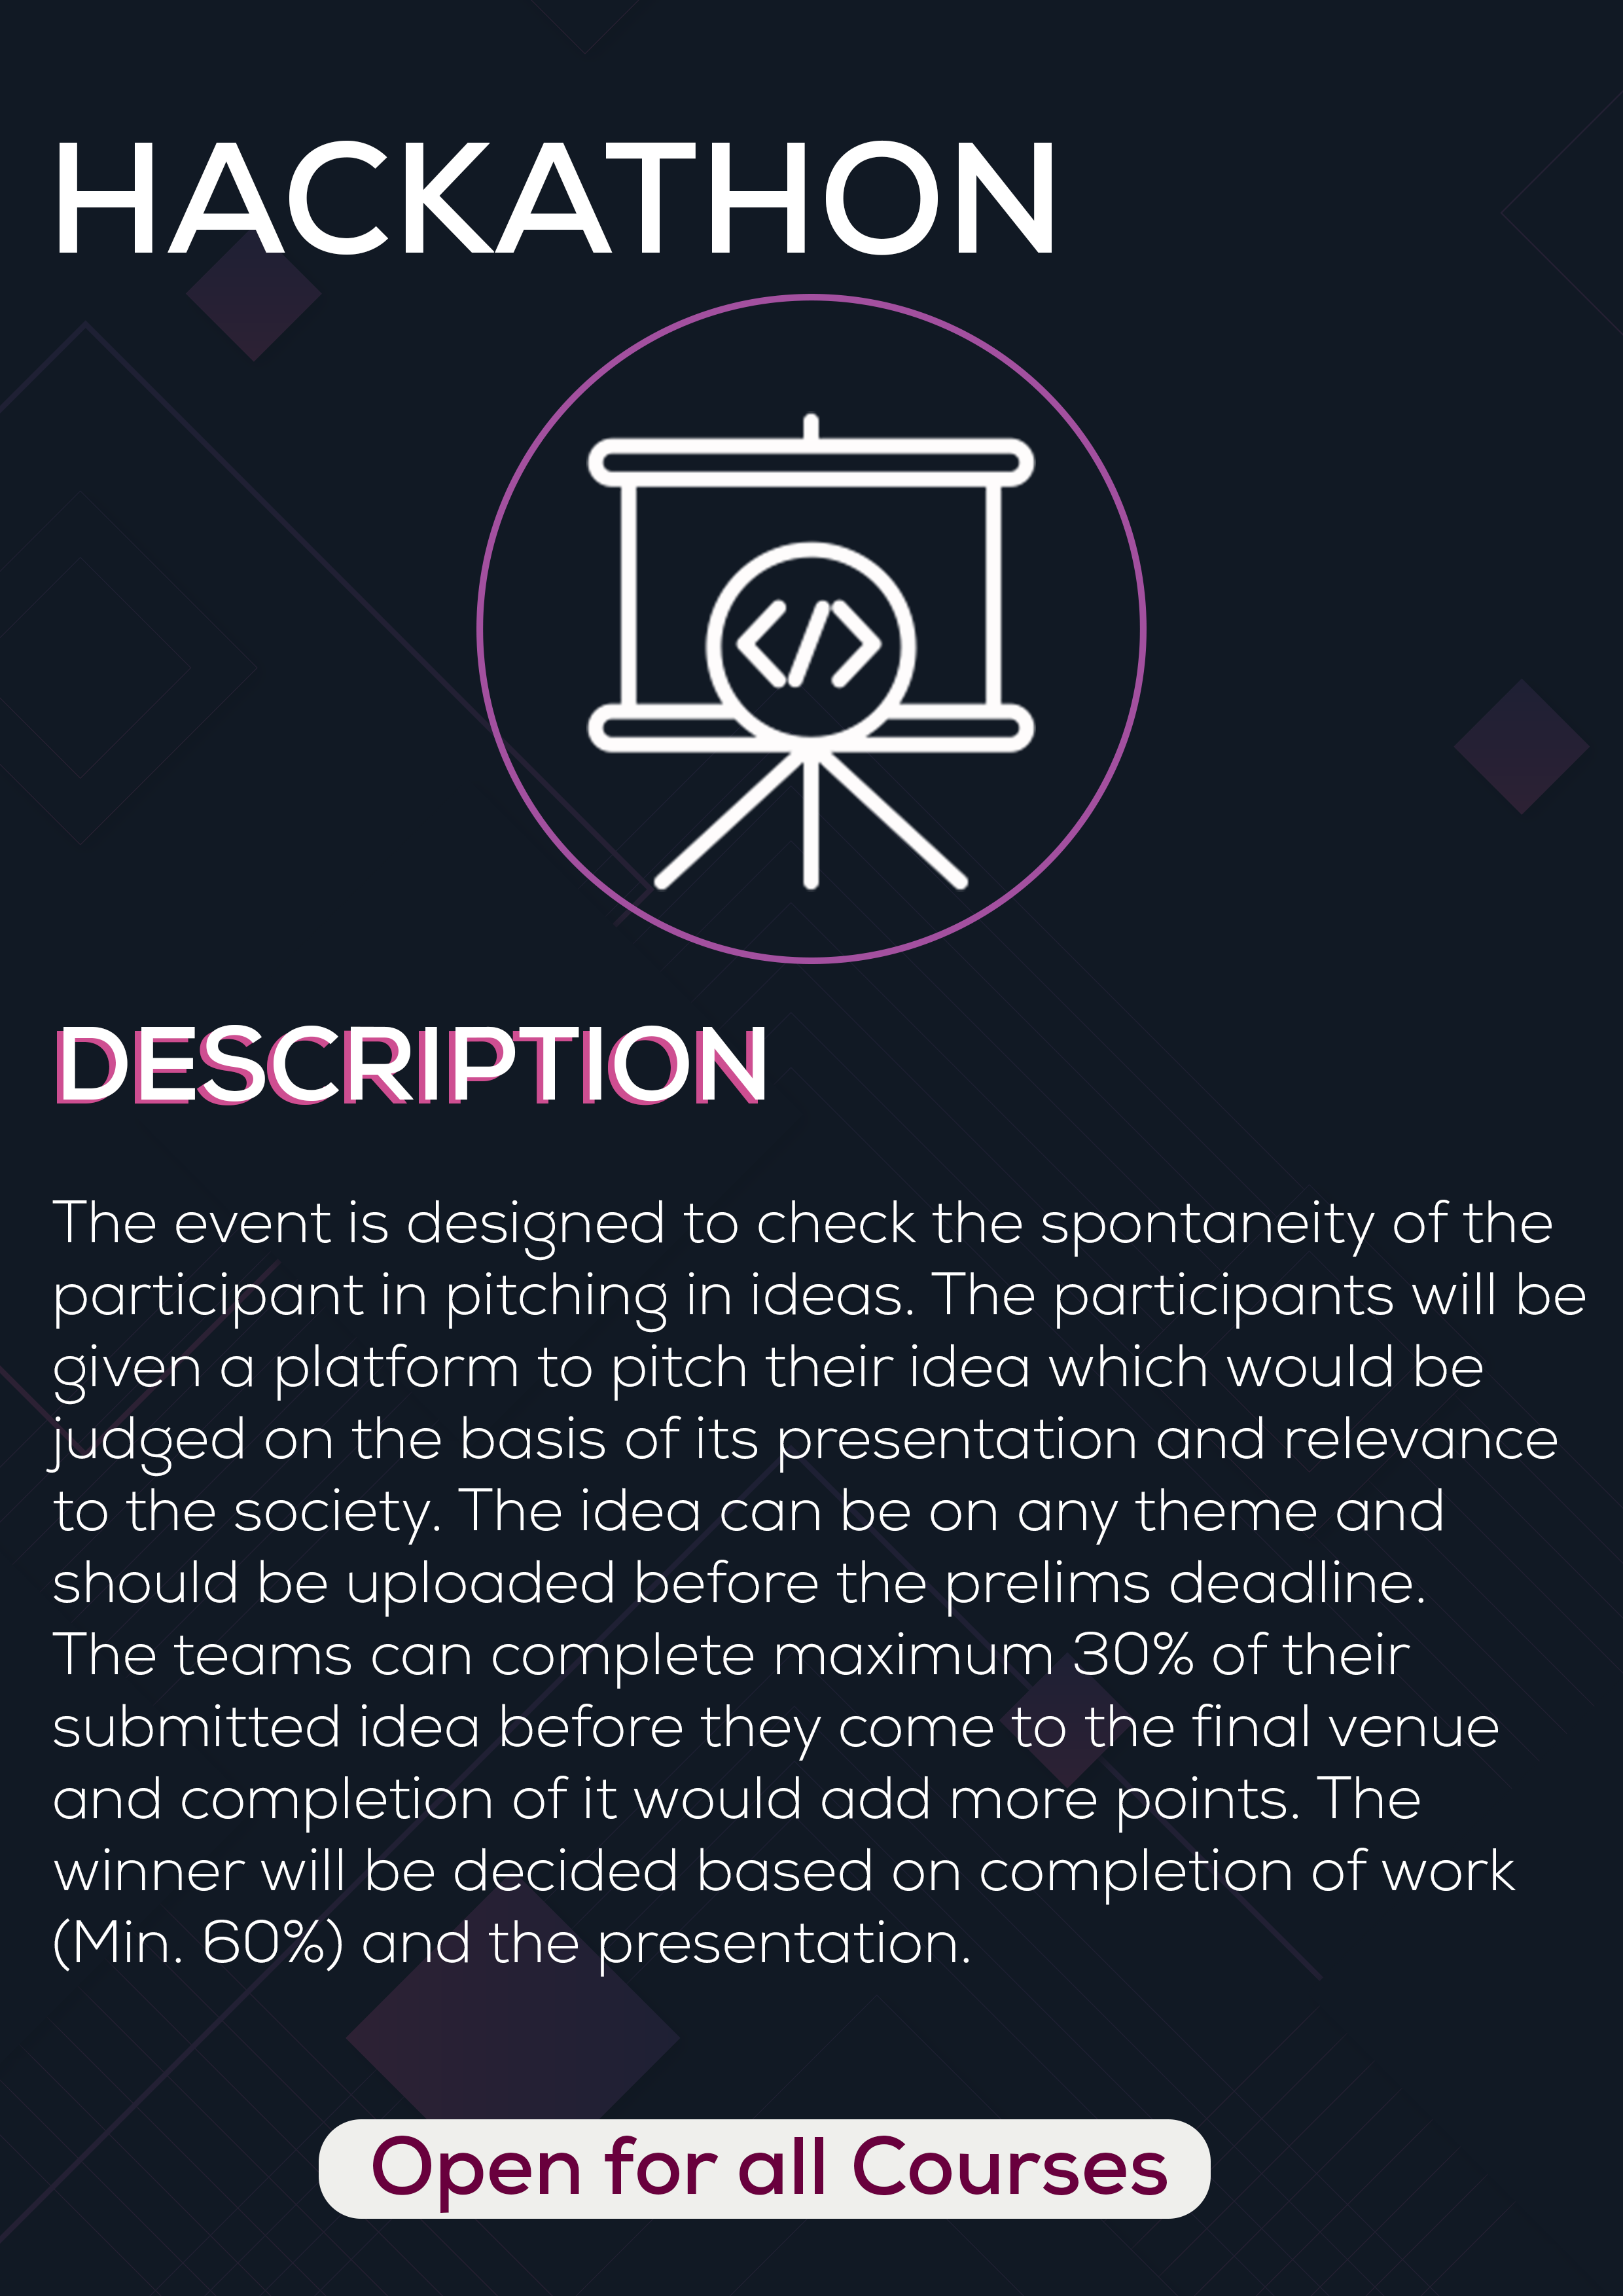 HACKATHON
</>
DESCRIPTION
The event is designed to check the spontaneity of the
participant in pitching in ideas. The participants will be
given a platform to pitch their idea which would be
judged on the basis of its presentation and relevance
to the society. The idea can be on any theme and
should be uploaded before the prelims deadline.
The teams can complete maximum 30% of their
submitted idea before they come to the final venue
and completion of it would add more points. The
winner will be decided based on completion of work
(Min. 60%) and the presentation.
Open for all Courses